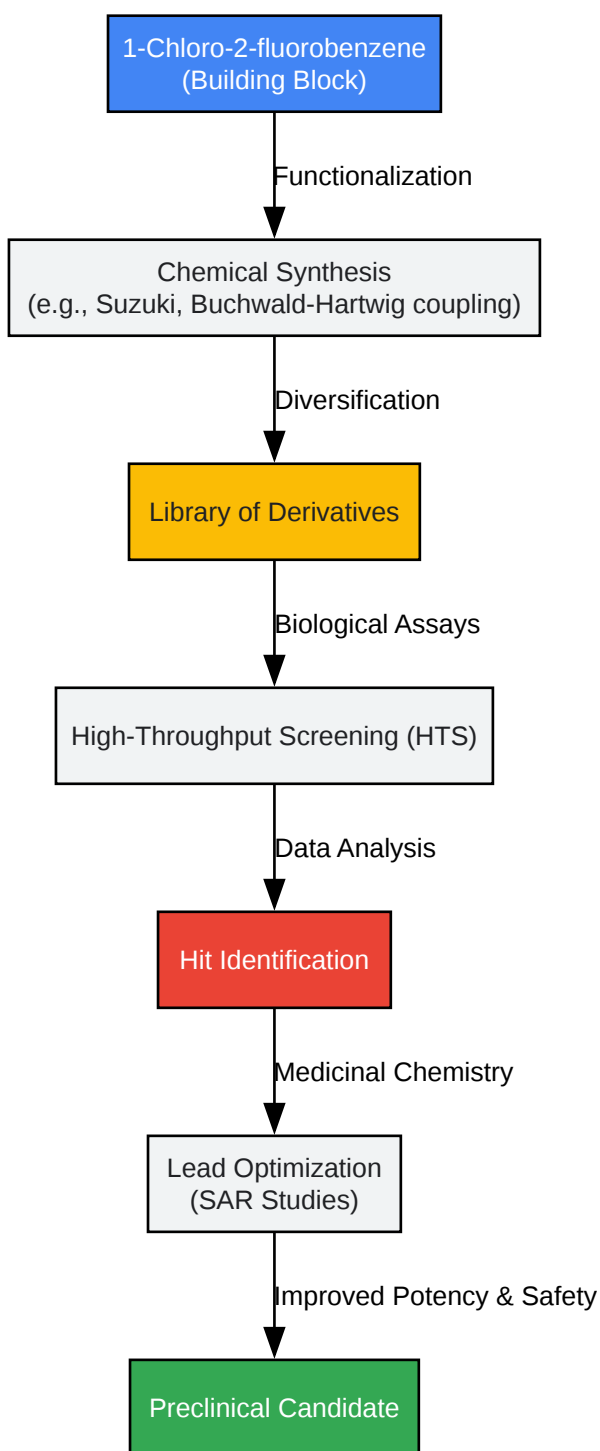 1-Chloro-2-fluorobenzene
(Building Block)
Functionalization
Chemical Synthesis
(e.g., Suzuki, Buchwald-Hartwig coupling)
Diversification
Library of Derivatives
Biological Assays
High-Throughput Screening (HTS)
Data Analysis
Hit Identification
Medicinal Chemistry
Lead Optimization
(SAR Studies)
Improved Potency & Safety
Preclinical Candidate